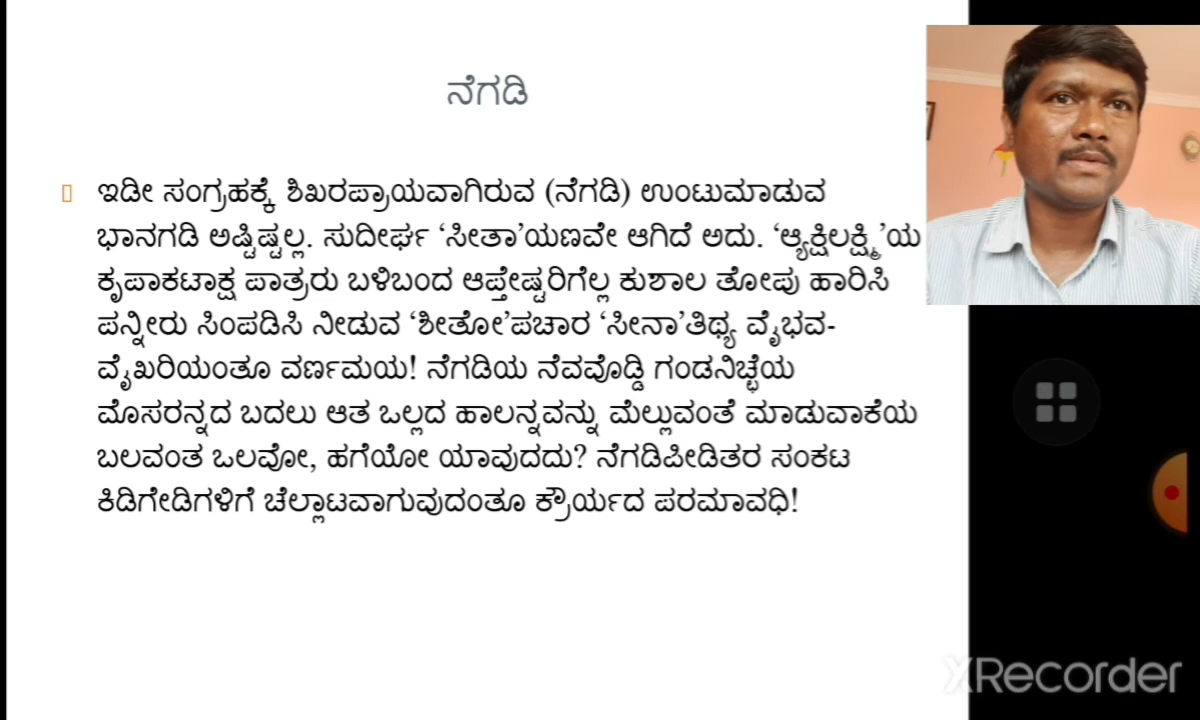 ನೆಗಡಿ
ಇಡೀ ಸಂಗ್ರಹಕ್ಕೆ ಶಿಖರಪ್ರಾಯವಾಗಿರುವ (ನೆಗಡಿ) ಉಂಟುಮಾಡುವ
ಭಾನಗಡಿ ಅಷ್ಟಿಷ್ಟಲ್ಲ. ಸುದೀರ್ಘ ‘ಸೀತಾ’ಯಣವೇ ಆಗಿದೆ ಅದು. ‘ಆ್ಯಕ್ಷಿಲಕ್ಷ್ಮಿ’ಯ
ಕೃಪಾಕಟಾಕ್ಷ ಪಾತ್ರರು ಬಳಿಬಂದ ಆಪ್ತೇಷ್ಟರಿಗೆಲ್ಲ ಕುಶಾಲ ತೋಪು ಹಾರಿಸಿ
ಪನ್ನೀರು ಸಿಂಪಡಿಸಿ ನೀಡುವ ‘ಶೀತೋ’ಪಚಾರ ‘ಸೀನಾ’ತಿಥ್ಯ ವೈಭವ-
ವೈಖರಿಯಂತೂ ವರ್ಣಮಯ! ನೆಗಡಿಯ ನೆವವೊಡ್ಡಿ ಗಂಡನಿಚ್ಛೆಯ
ಮೊಸರನ್ನದ ಬದಲು ಆತ ಒಲ್ಲದ ಹಾಲನ್ನವನ್ನು ಮೆಲ್ಲುವಂತೆ ಮಾಡುವಾಕೆಯ
ಬಲವಂತ ಒಲವೋ, ಹಗೆಯೋ ಯಾವುದದು? ನೆಗಡಿಪೀಡಿತರ ಸಂಕಟ
ಕಿಡಿಗೇಡಿಗಳಿಗೆ ಚೆಲ್ಲಾಟವಾಗುವುದಂತೂ ಕ್ರೌರ್ಯದ ಪರಮಾವಧಿ!
XRecorder